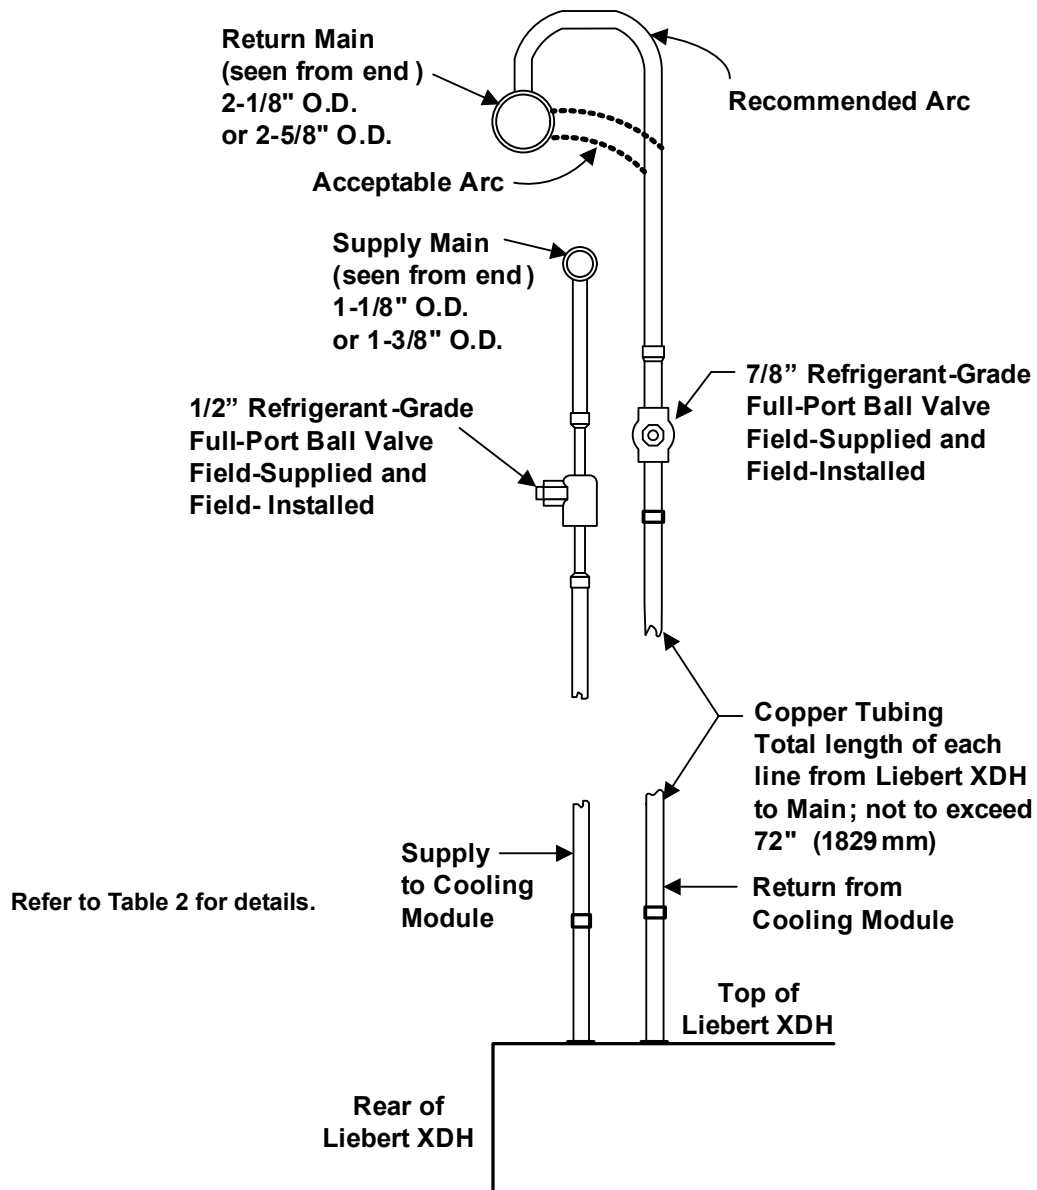 Return Main
(seen from end)
2-1/8" O.D.
or 2-5/8" O.D.
Recommended Arc
Acceptable Arc
Supply Main
(seen from end)
1-1/8" O.D.
or 1-3/8" O.D.
7/8” Refrigerant-Grade
Full-Port Ball Valve
Field-Supplied and
Field-Installed
1/2” Refrigerant-Grade
Full-Port Ball Valve
Field-Supplied and
Field- Installed
Copper Tubing
Total length of each
line from Liebert XDH
to Main; not to exceed
72" (1829 mm)
Supply
to Cooling
Module
Return from
Cooling Module
Refer to Table 2 for details.
Top of
Liebert XDH
Rear of
Liebert XDH